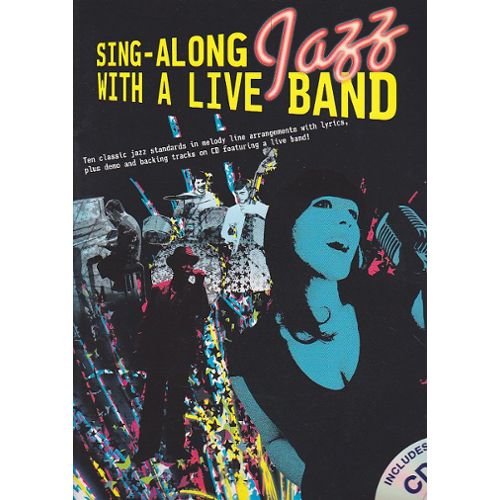 SING-ALONG Jazz
WITH A LIVE BAND
Ten classic jazz standards in melody line arrangements with lyrics,
plus demo and backing tracks on CD featuring a live band!
INCLUDES
CD